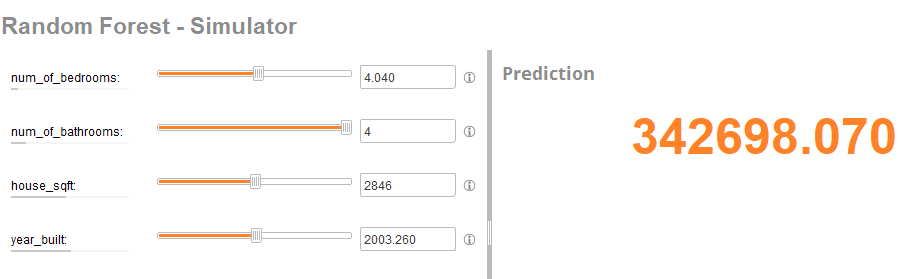 Random Forest - Simulator
num_of_bedrooms:
4.040
num_of_bathrooms:
4
house_sqft:
2846
year_built:
2003.260
Prediction
342698.070